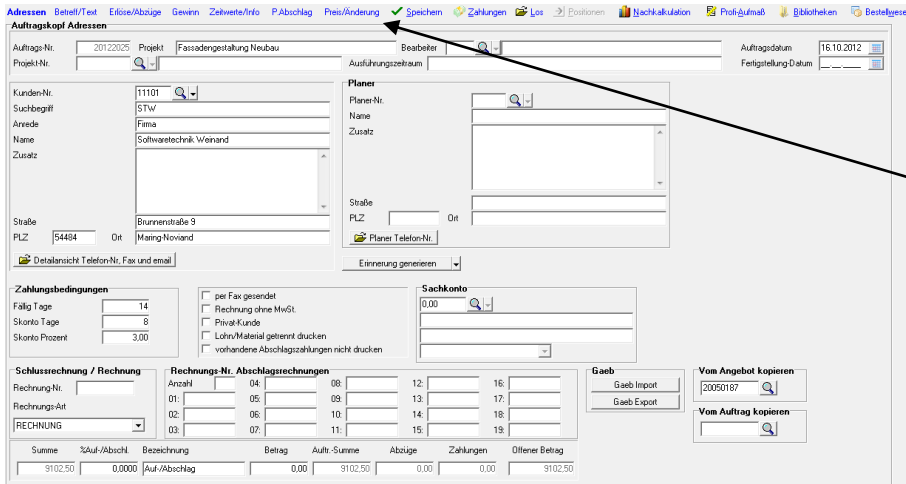 Adressen Betreff/Text Erlöse/Abzüge Gewinn Zeitwerte/Info P.Abschlag Preis/Änderung Speichern Zahlungen Los Positionen Nachkalkulation Profi-Aufmaß Bibliotheken Bestellwese
Auftragskopf Adressen
Auftrags-Nr. 20122025 Projekt Fassadengestaltung Neubau Bearbeiter Auftragsdatum 16.10.2012
Projekt-Nr. Ausführungszeitraum Fertigstellung-Datum __.__.____
Kunden-Nr. 11101
Suchbegriff STW
Anrede Firma
Name Softwaretechnik Weinand
Zusatz
Straße Brunnenstraße 9
PLZ 54484 Ort Maring-Noviand
Detailansicht Telefon-Nr, Fax und email
Planer
Planer-Nr.
Name
Zusatz
Straße
PLZ Ort
Planer Telefon-Nr.
Erinnerung generieren
Zahlungsbedingungen
Fällig Tage 14
Skonto Tage 8
Skonto Prozent 3,00
per Fax gesendet
Rechnung ohne MwSt.
Privat-Kunde
Lohn/Material getrennt drucken
vorhandene Abschlagszahlungen nicht drucken
Sachkonto
0,00
Schlussrechnung / Rechnung
Rechnung-Nr.
Rechnungs-Art
RECHNUNG
Rechnungs-Nr. Abschlagsrechnungen
Anzahl 04: 08: 12: 16:
01: 05: 09: 13: 17:
02: 06: 10: 14: 18:
03: 07: 11: 15: 19:
Gaeb
Gaeb Import
Gaeb Export
Vom Angebot kopieren
20050187
Vom Auftrag kopieren
Summe %Auf-/Abschl. Bezeichnung Betrag Auftr.-Summe Abzüge Zahlungen Offener Betrag
9102,50 0,0000 Auf-/Abschlag 0,00 9102,50 0,00 0,00 9102,50